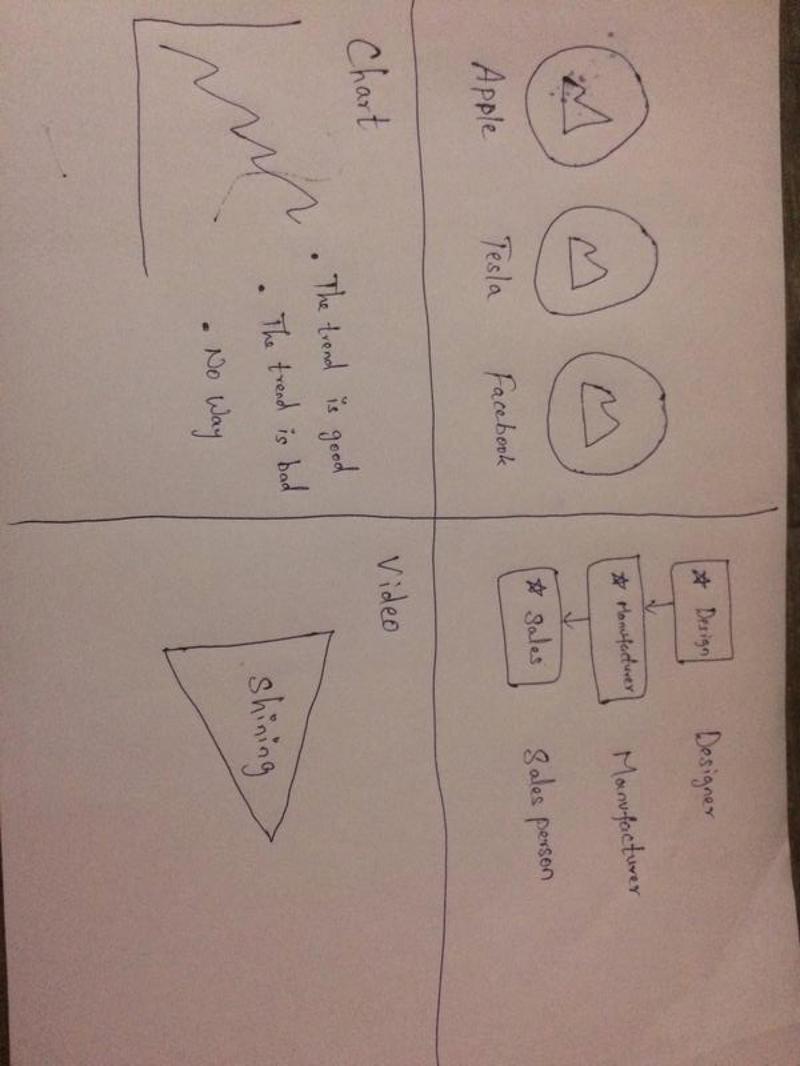 Apple Tesla Facebook
Design Designer
Manufacturer Manufacturer
Sales Sales person
Chart
The trend is good
The trend is bad
No Way
Video
Shining